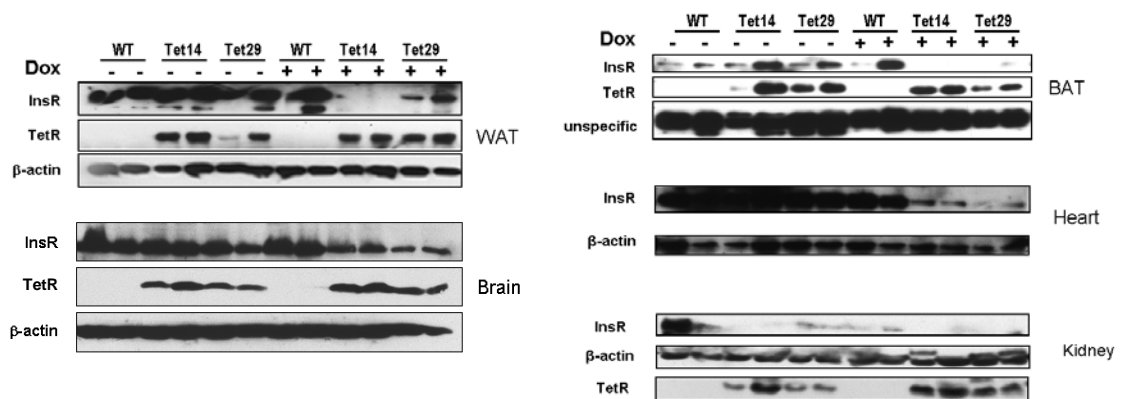 WT Tet14 Tet29 WT Tet14 Tet29
Dox - - - - - - + + + + + +
InsR
TetR
WAT
β-actin
InsR
TetR
Brain
β-actin
WT Tet14 Tet29 WT Tet14 Tet29
Dox - - - - - - + + + + + +
InsR
TetR
BAT
unspecific
InsR
Heart
β-actin
InsR
β-actin
Kidney
TetR